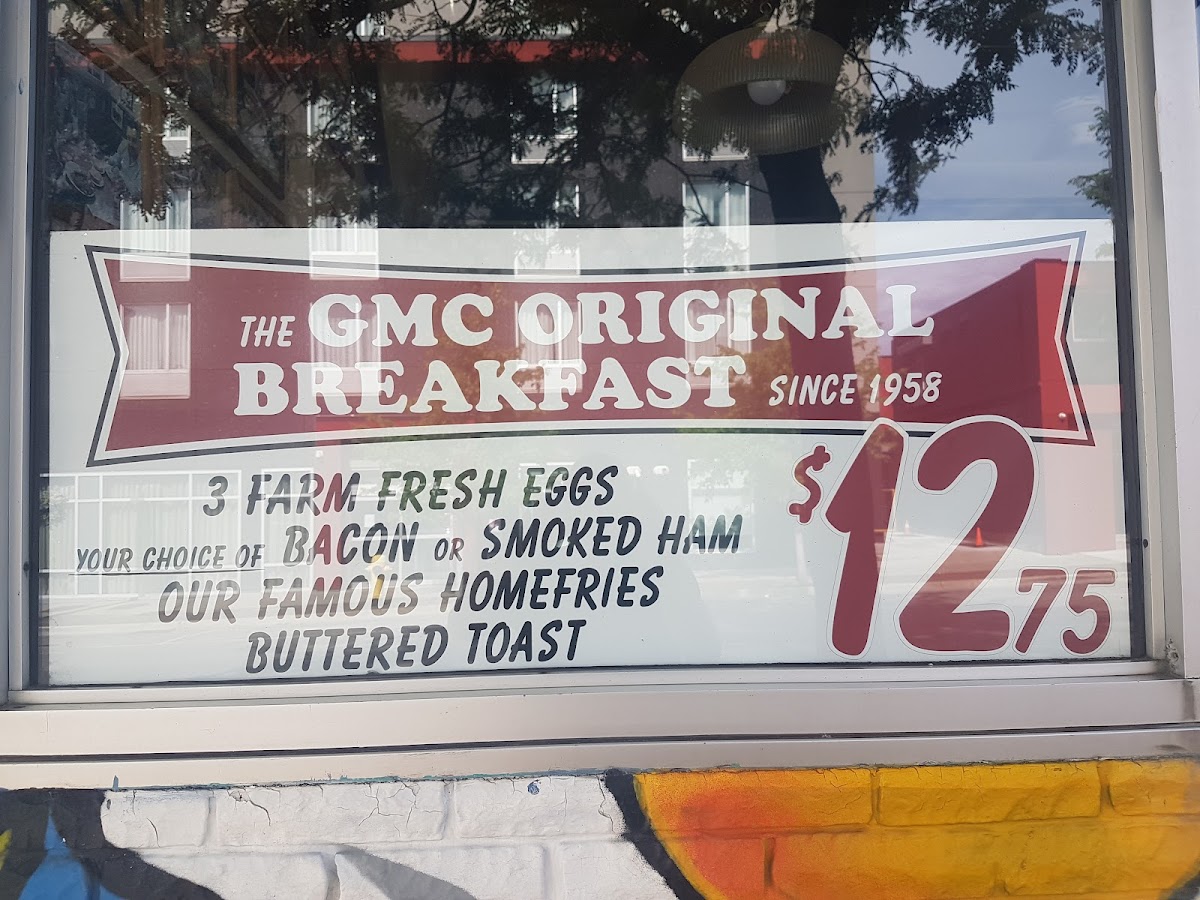 THE GMC ORIGINAL
BREAKFAST SINCE 1958
3 FARM FRESH EGGS
YOUR CHOICE OF BACON OR SMOKED HAM
OUR FAMOUS HOMEFRIES
BUTTERED TOAST
$12.75